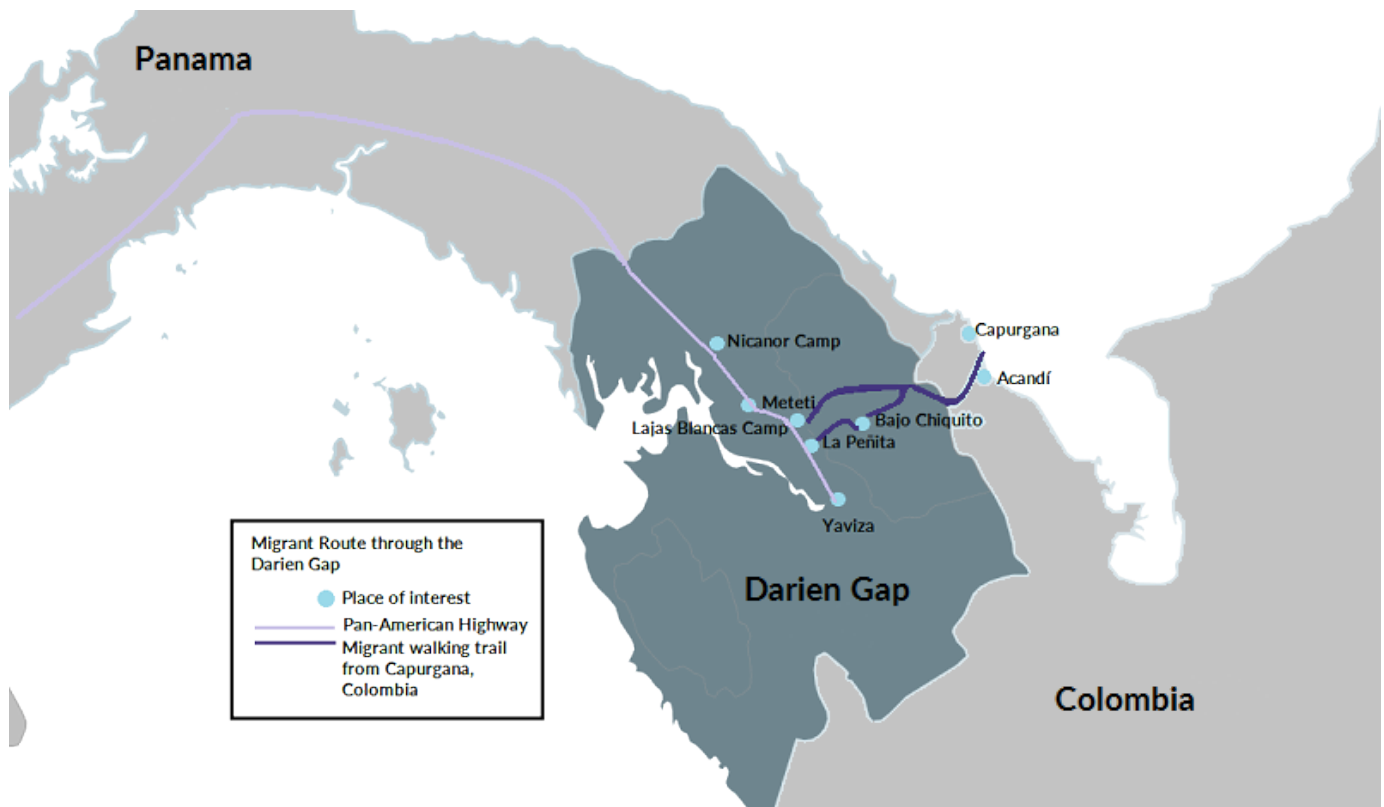 Panama
Capurgana
Nicanor Camp
Acandí
Meteti
Bajo Chiquito
Lajas Blancas Camp
La Peñita
Yaviza
Darien Gap
Colombia
Migrant Route through the
Darien Gap
Place of interest
Pan-American Highway
Migrant walking trail
from Capurgana,
Colombia